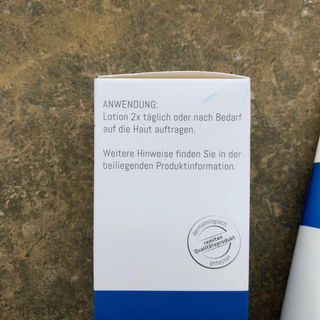 ANWENDUNG:
Lotion 2x täglich oder nach Bedarf
auf die Haut auftragen.
Weitere Hinweise finden Sie in der
beiliegenden Produktinformation.
dermatologisch
remitan
Qualitätsprodukt
getestet